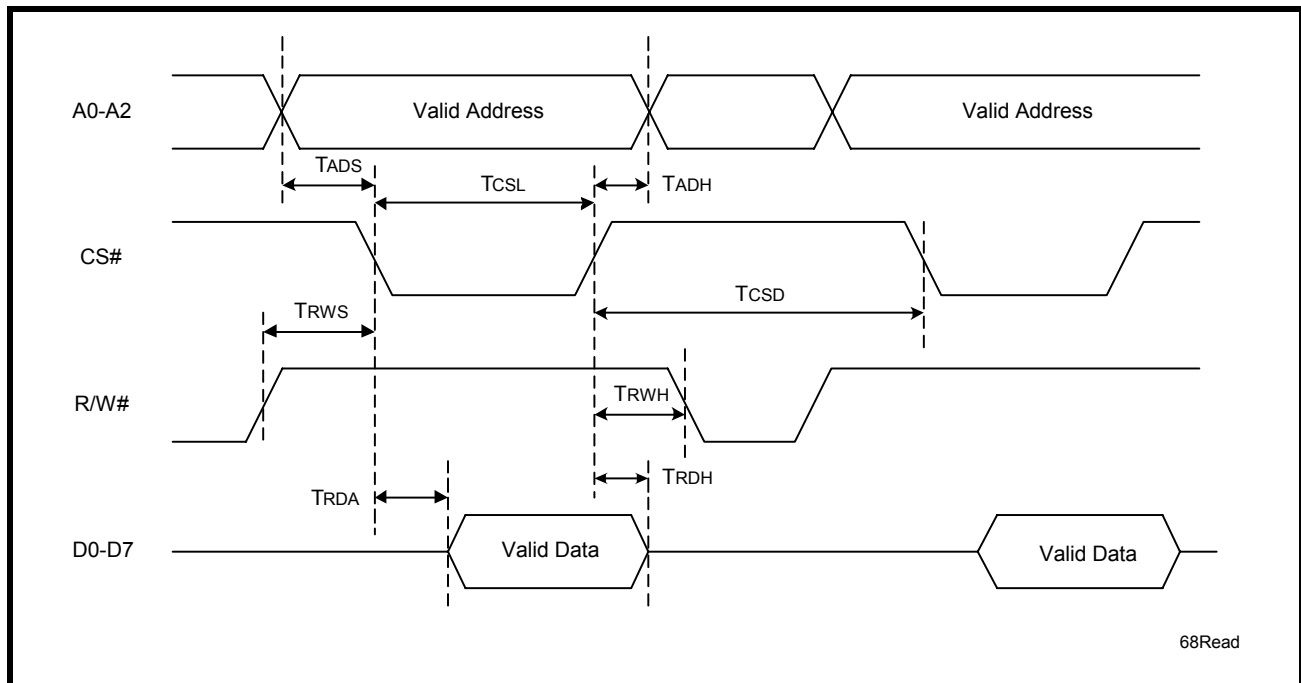 A0-A2
Valid Address
Valid Address
TADS
TCSL
TADH
CS#
TCSD
TRWS
R/W#
TRWH
TRDA
TRDH
D0-D7
Valid Data
Valid Data
68Read